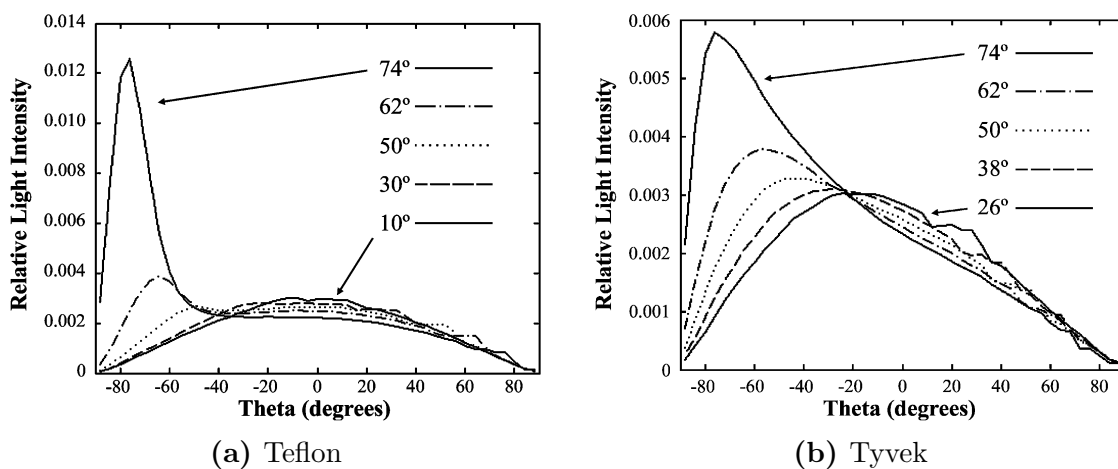 Relative Light Intensity
0.014
0.012
0.010
0.008
0.006
0.004
0.002
0
-80 -60 -40 -20 0 20 40 60 80
Theta (degrees)
74º
62º
50º
30º
10º
(a) Teflon
Relative Light Intensity
0.006
0.005
0.004
0.003
0.002
0.001
0
-80 -60 -40 -20 0 20 40 60 80
Theta (degrees)
74º
62º
50º
38º
26º
(b) Tyvek